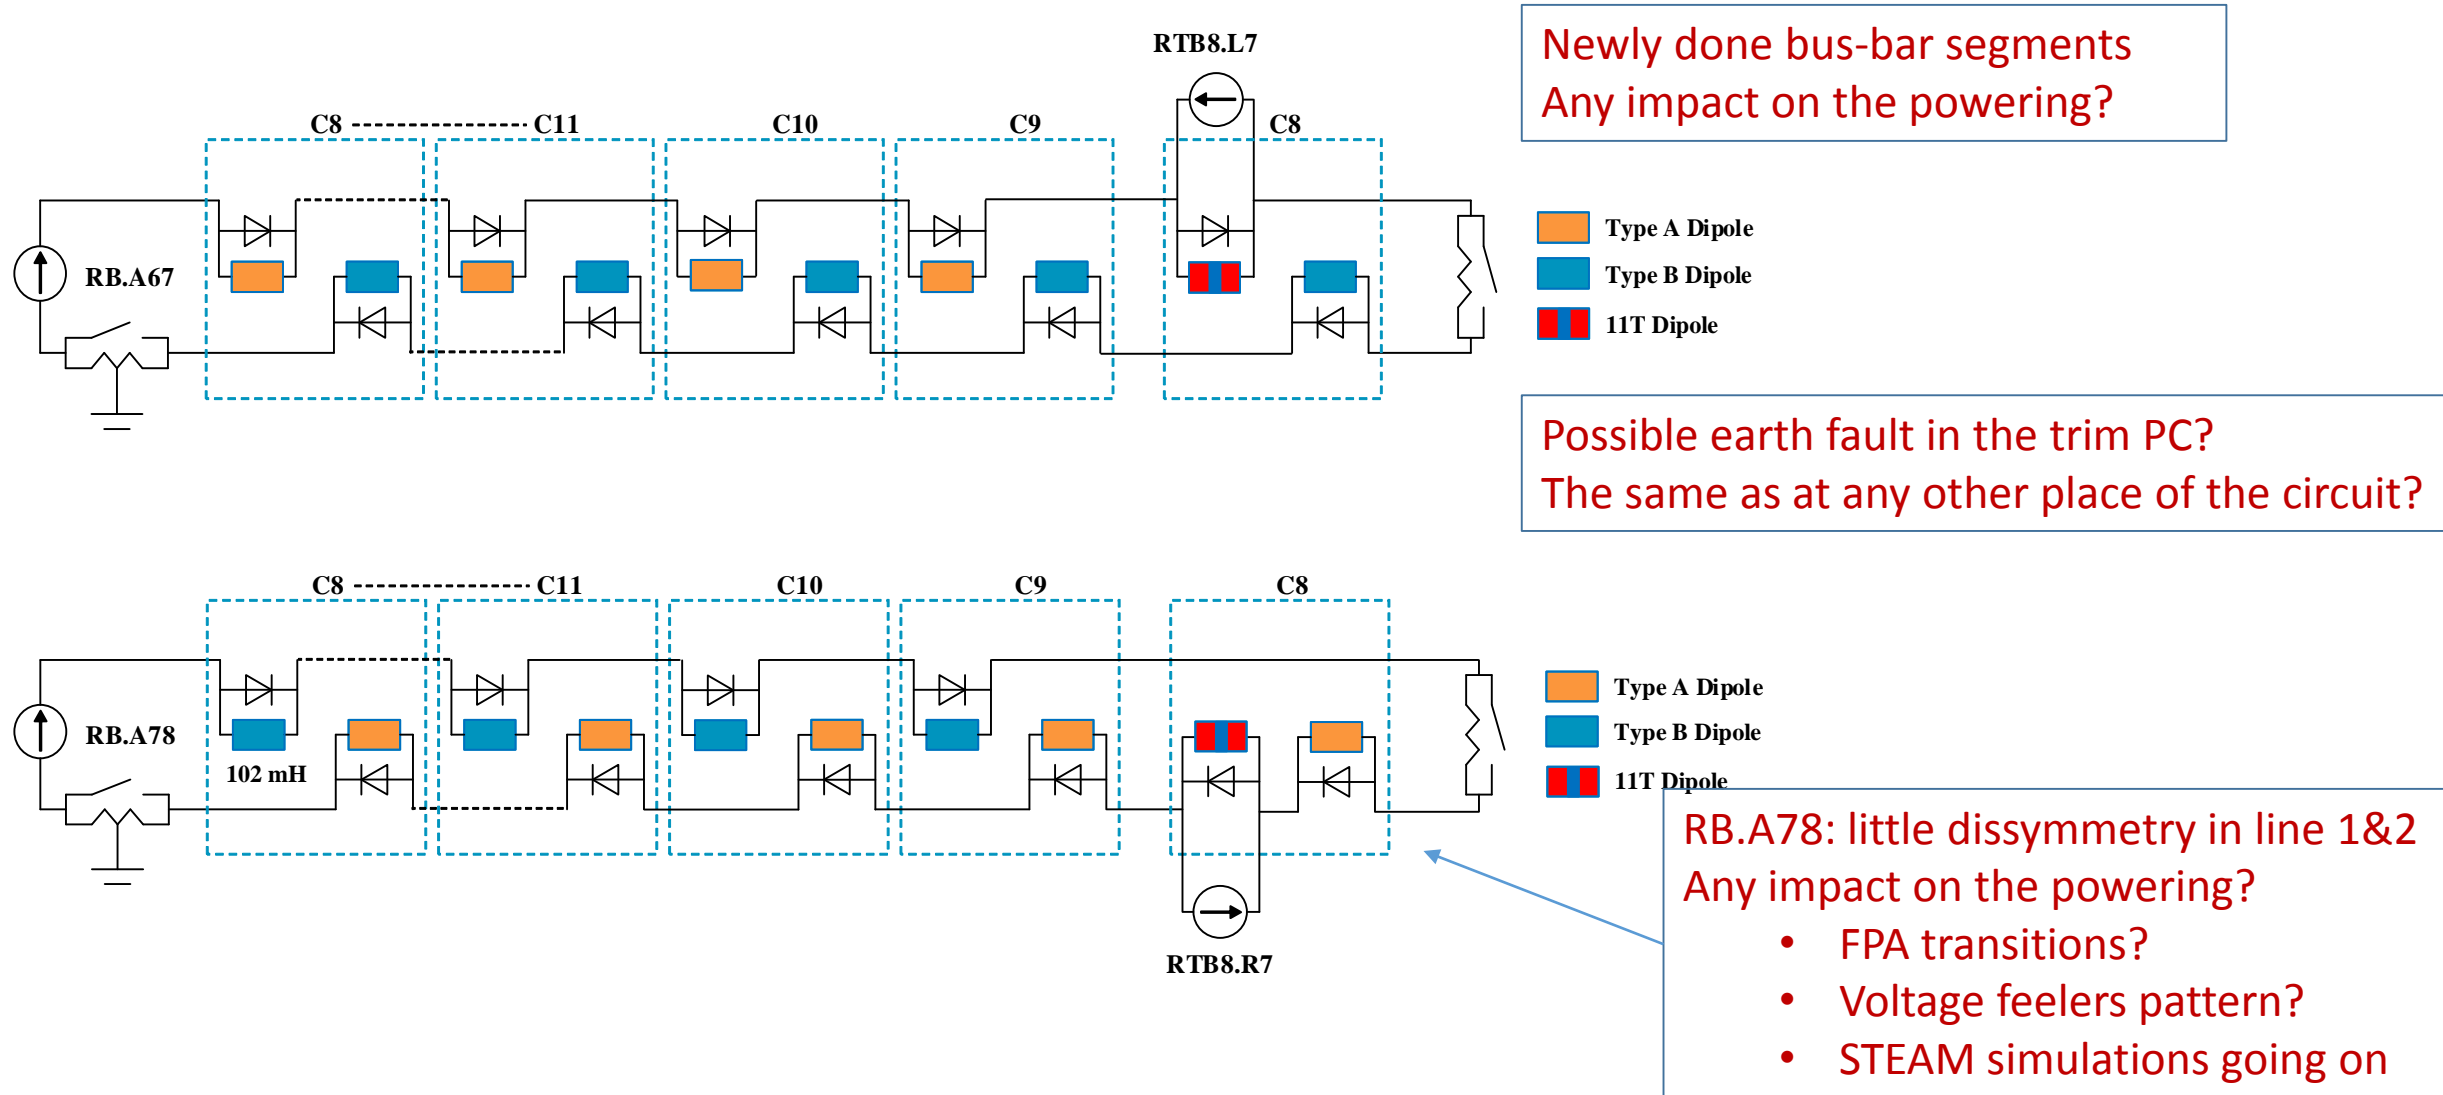 RTB8.L7
Newly done bus-bar segments
Any impact on the powering?
C8 C11 C10 C9 C8
Type A Dipole
RB.A67
Type B Dipole
11T Dipole
Possible earth fault in the trim PC?
The same as at any other place of the circuit?
C8 C11 C10 C9 C8
Type A Dipole
RB.A78
Type B Dipole
102 mH
11T Dipole
RB.A78: little dissymmetry in line 1&2
Any impact on the powering?
• FPA transitions?
RTB8.R7
• Voltage feelers pattern?
• STEAM simulations going on